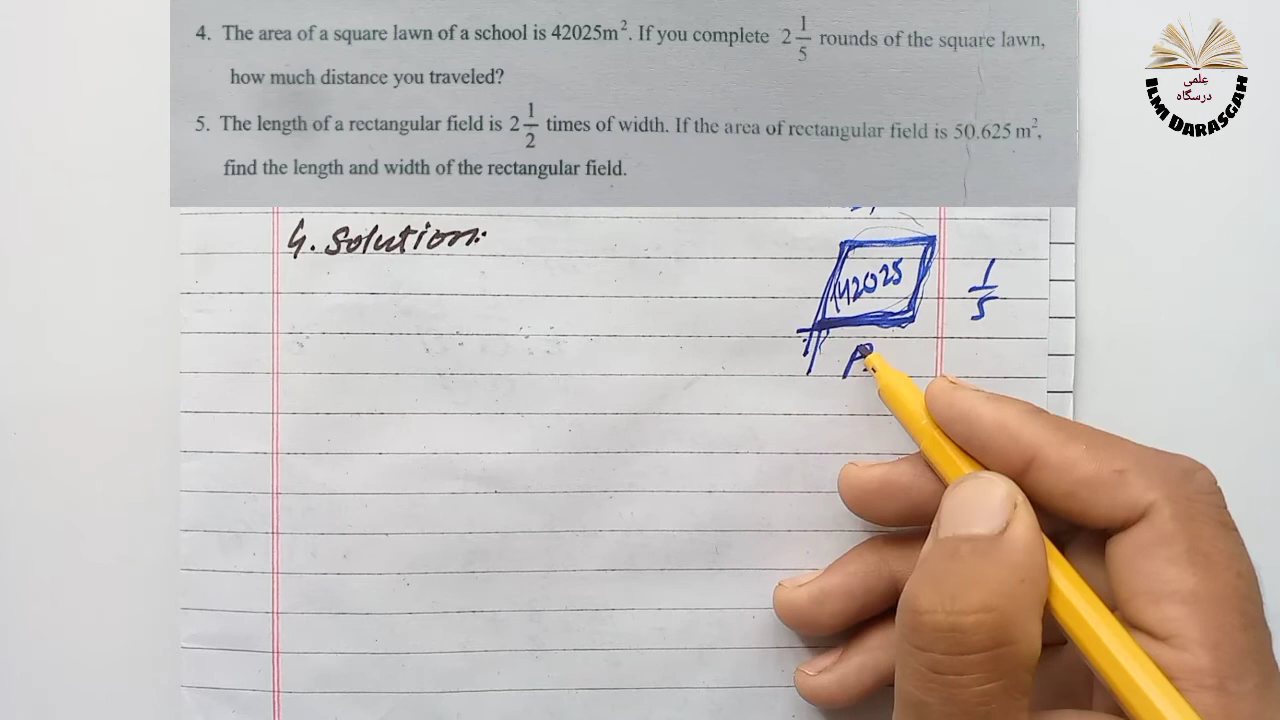 4. The area of a square lawn of a school is 42025m². If you complete 2 1/5 rounds of the square lawn,
how much distance you traveled?
5. The length of a rectangular field is 2 1/2 times of width. If the area of rectangular field is 50.625 m²,
find the length and width of the rectangular field.
علمی
درسگاہ
ILM DARASGAH
4. Solution:
42025
1/5
A